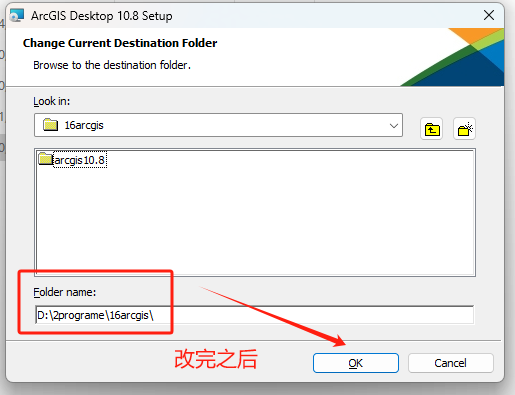 ArcGIS Desktop 10.8 Setup
Change Current Destination Folder
Browse to the destination folder.
Look in:
16arcgis
arcgis10.8
Folder name:
D:\2programe\16arcgis\
改完之后
OK
Cancel